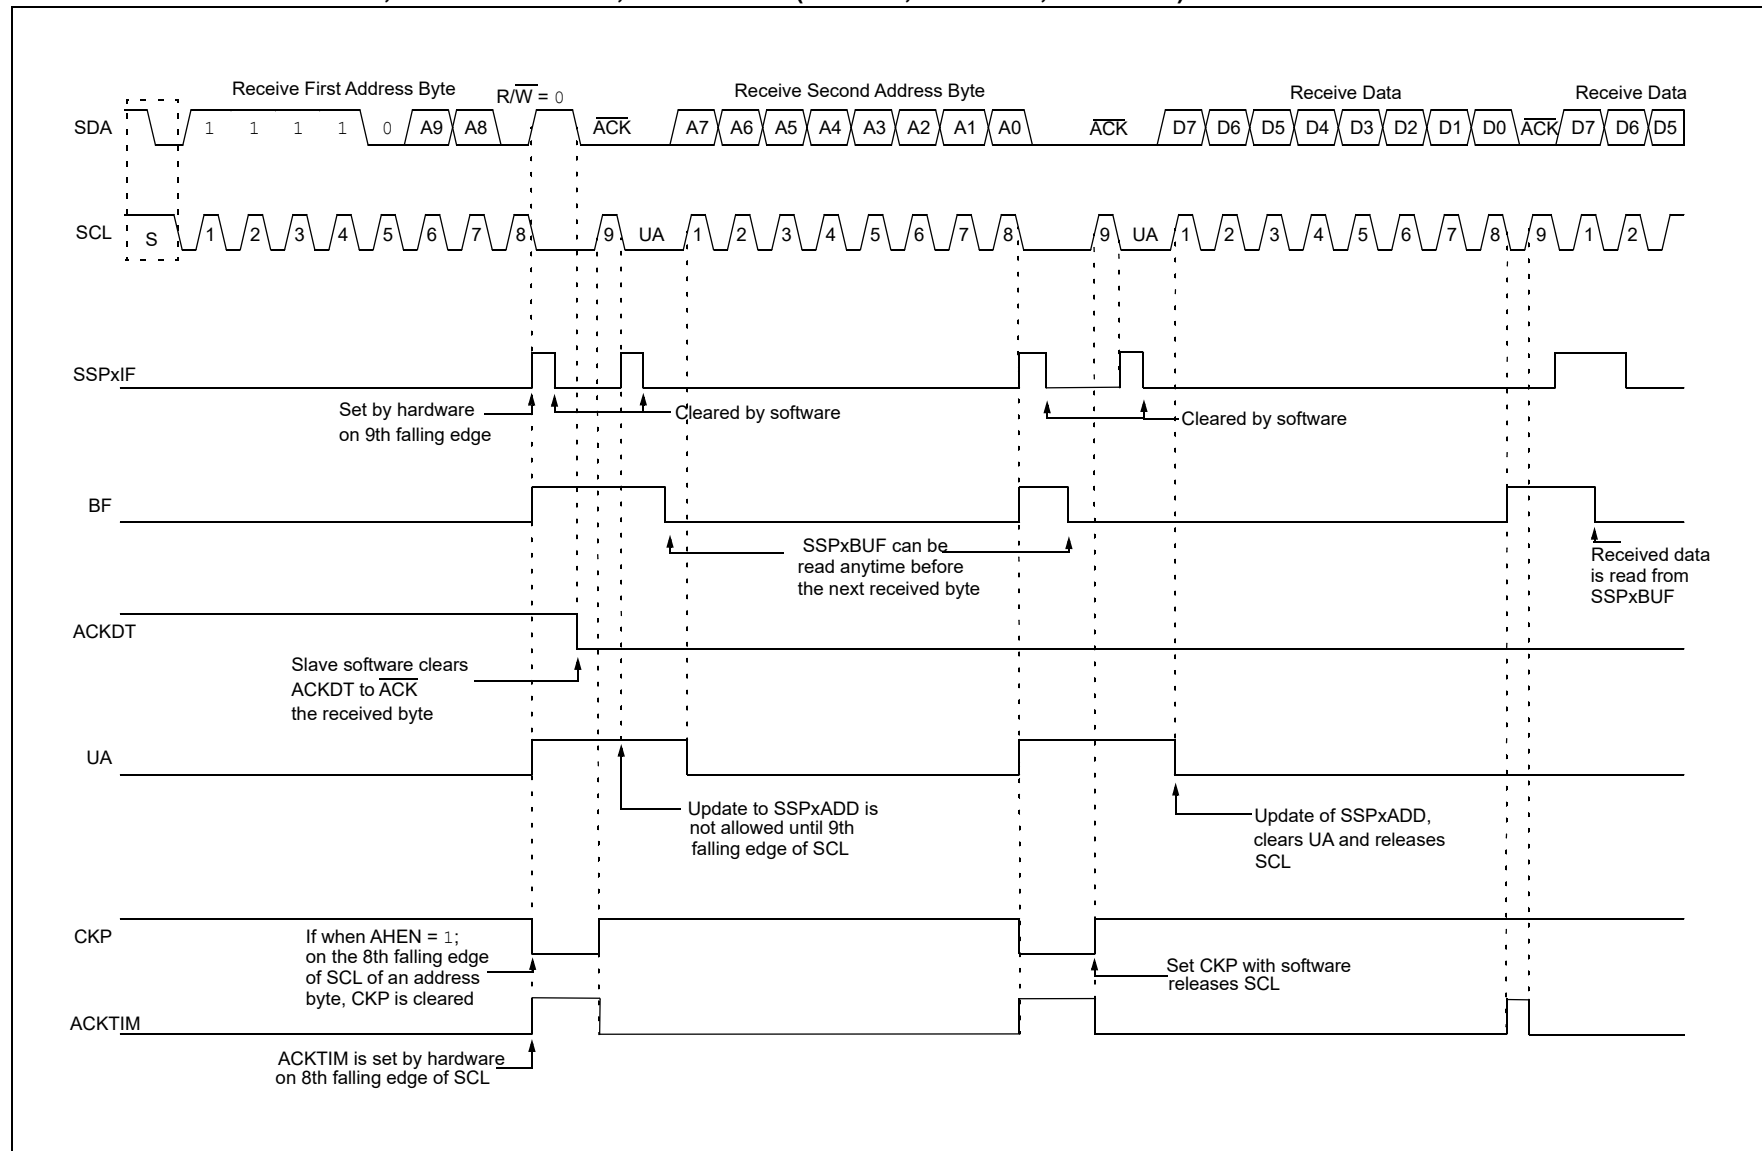 Receive First Address Byte
R/W = 0
Receive Second Address Byte
Receive Data
Receive Data
SDA
1 1 1 1 0 A9 A8 ACK A7 A6 A5 A4 A3 A2 A1 A0 ACK D7 D6 D5 D4 D3 D2 D1 D0 ACK D7 D6 D5
SCL
S 1 2 3 4 5 6 7 8 9 UA 1 2 3 4 5 6 7 8 9 UA 1 2 3 4 5 6 7 8 9 1 2
SSPxIF
Set by hardware
on 9th falling edge
Cleared by software
Cleared by software
BF
SSPxBUF can be
read anytime before
the next received byte
Received data
is read from
SSPxBUF
ACKDT
Slave software clears
ACKDT to ACK
the received byte
UA
Update to SSPxADD is
not allowed until 9th
falling edge of SCL
Update of SSPxADD,
clears UA and releases
SCL
CKP
If when AHEN = 1;
on the 8th falling edge
of SCL of an address
byte, CKP is cleared
Set CKP with software
releases SCL
ACKTIM
ACKTIM is set by hardware
on 8th falling edge of SCL